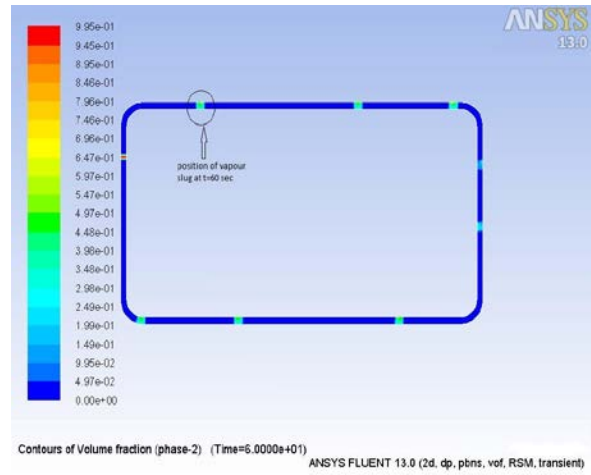 ANSYS
13.0
9.95e-01
9.45e-01
8.95e-01
8.46e-01
7.96e-01
7.46e-01
6.96e-01
6.47e-01
5.97e-01
5.47e-01
4.97e-01
4.48e-01
3.98e-01
3.48e-01
2.98e-01
2.49e-01
1.99e-01
1.49e-01
9.95e-02
4.97e-02
0.00e+00
position of vapour
slug at t=60 sec
Contours of Volume fraction (phase-2) (Time=6.0000e+01)
ANSYS FLUENT 13.0 (2d, dp, pbns, vof, RSM, transient)